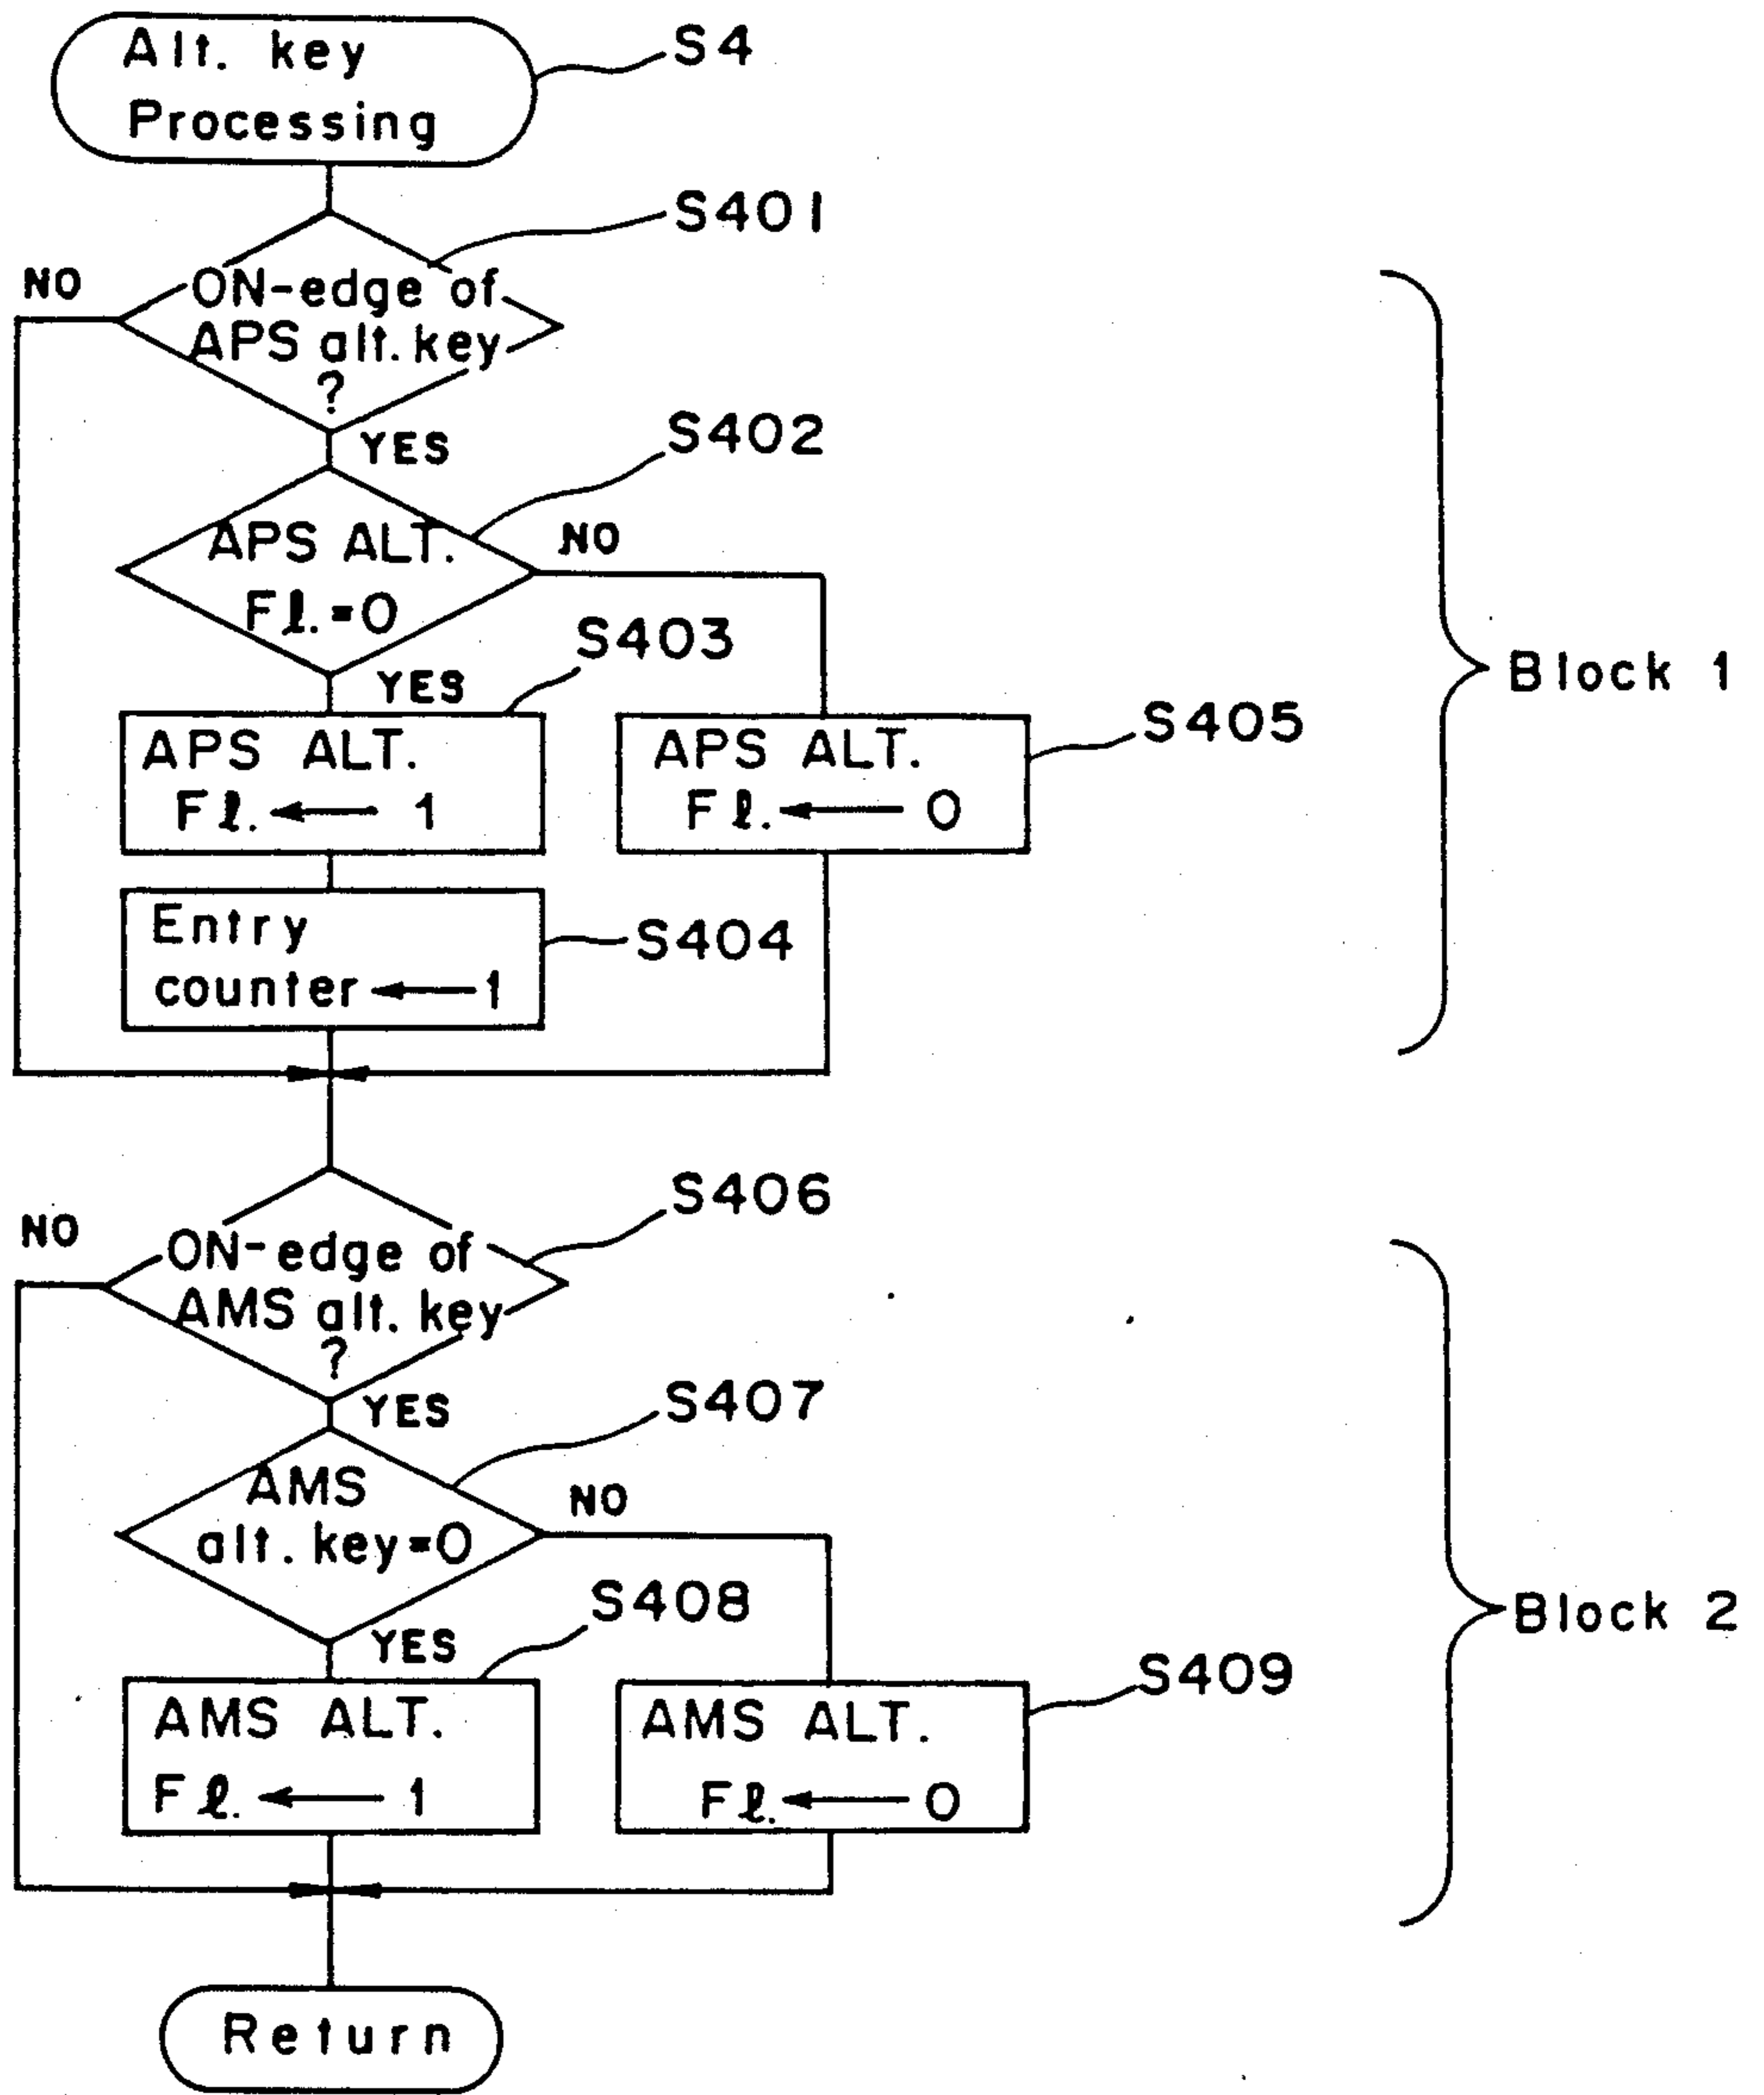 Alt. key
Processing
S4
S401
NO
ON-edge of
APS alt. key
?
YES
S402
APS ALT.
Fl.=0
NO
YES
S403
APS ALT.
Fl. ← 1
APS ALT.
Fl. ← 0
S405
Block 1
Entry
counter ← 1
S404
S406
NO
ON-edge of
AMS alt. key
?
YES
S407
AMS
alt. key=0
NO
YES
S408
AMS ALT.
Fl. ← 1
AMS ALT.
Fl. ← 0
S409
Block 2
Return